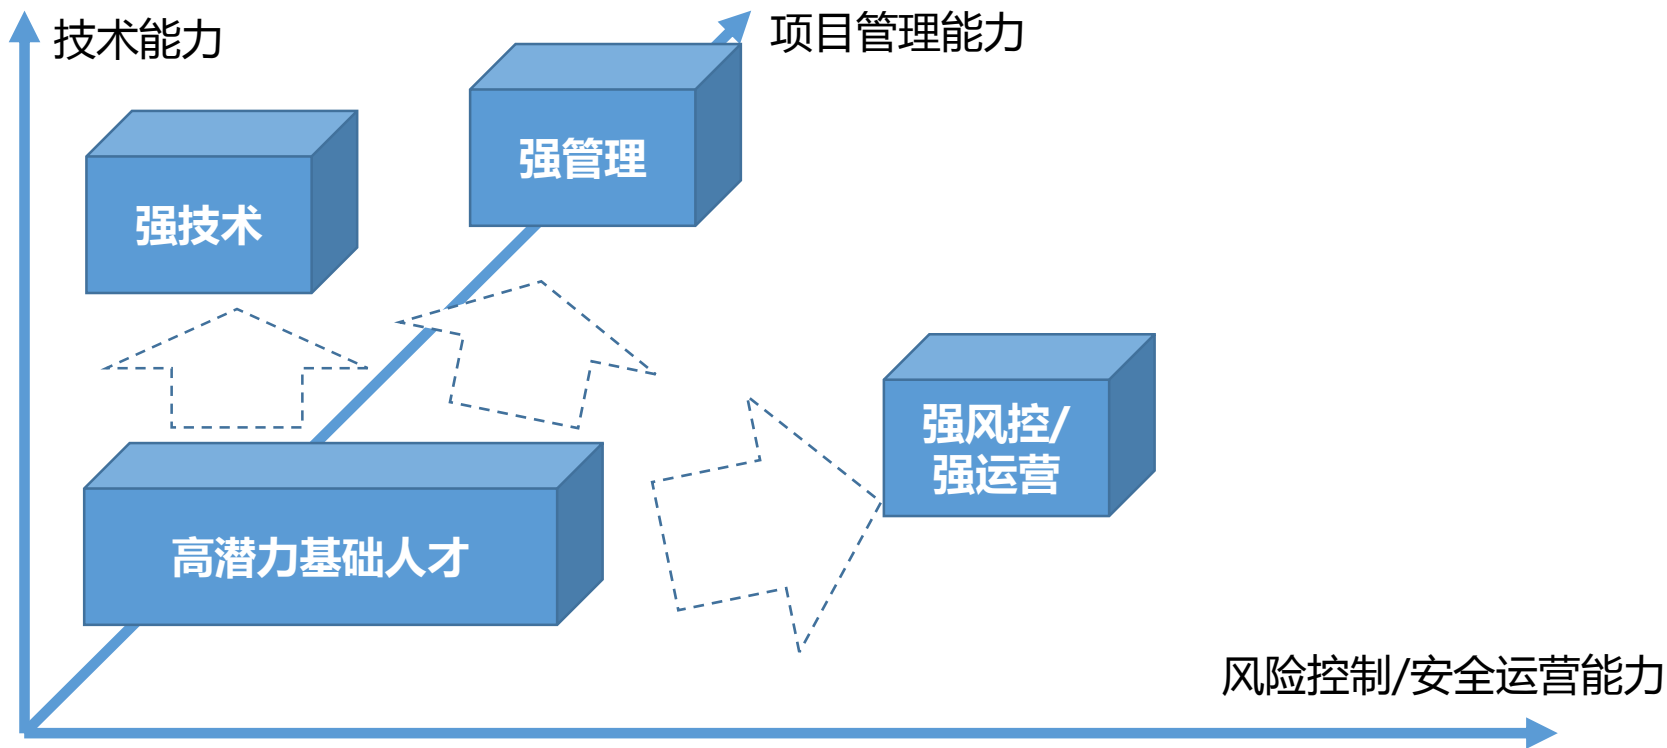 技术能力
项目管理能力
强管理
强技术
强风控/
强运营
高潜力基础人才
风险控制/安全运营能力